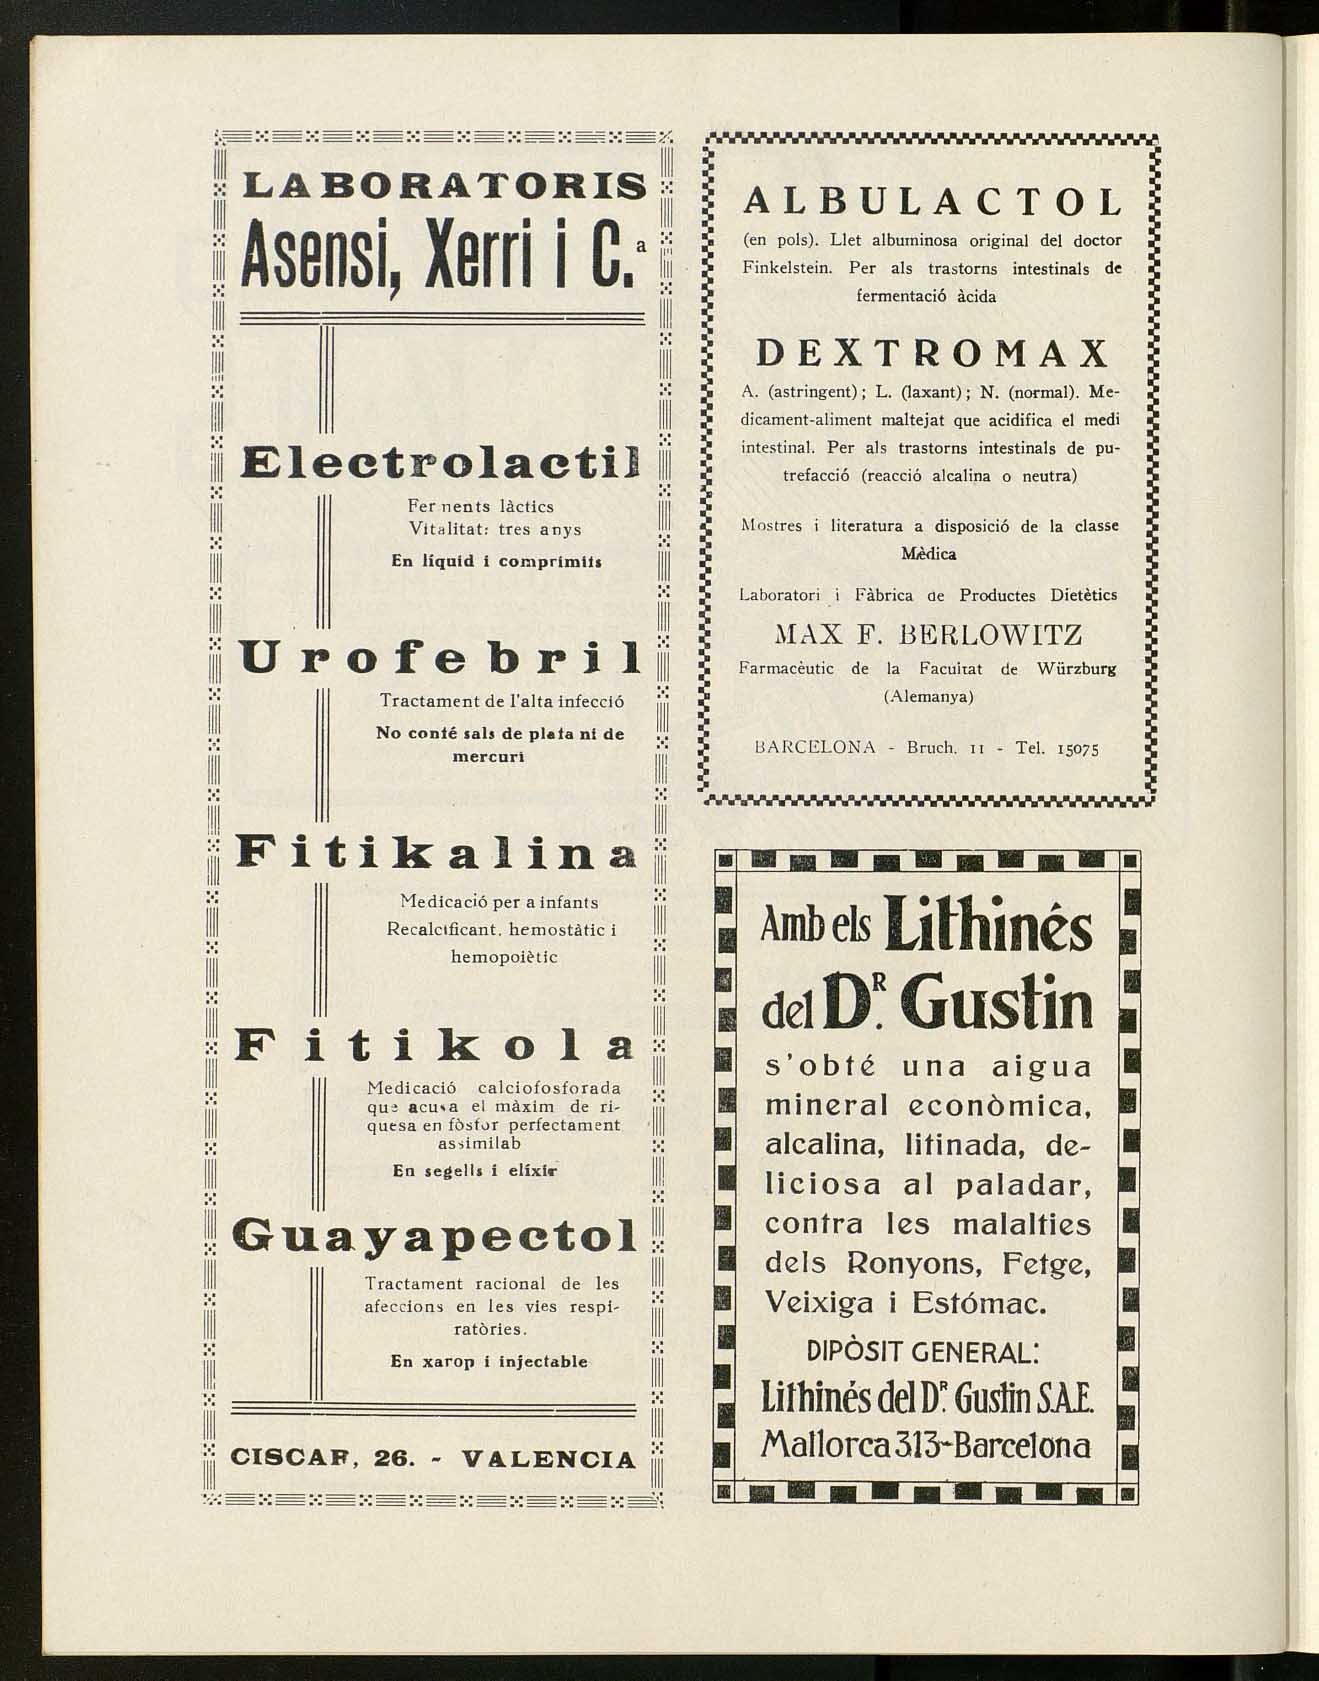 LABORATORIS
Asensi, Xerri i C.ª
Electrolactil
Fer nents làctics
Vitalitat: tres anys
En líquid i comprimits
Urofebril
Tractament de l'alta infecció
No conté sals de plata ni de
mercuri
Fitikalina
Medicació per a infants
Recalcificant, hemostàtic i
hemopoiètic
Fitikola
Medicació calciofosforada
que acusa el màxim de ri-
quesa en fòsfor perfectament
assimilab
En segells i elíxir
Guayapectol
Tractament racional de les
afeccions en les vies respi-
ratòries.
En xarop i injectable
CISCAR, 26. - VALENCIA
ALBULACTOL
(en pols). Llet albuminosa original del doctor
Finkelstein. Per als trastorns intestinals de
fermentació àcida
DEXTROMAX
A. (astringent); L. (laxant); N. (normal). Me-
dicament-aliment maltejat que acidifica el medi
intestinal. Per als trastorns intestinals de pu-
trefacció (reacció alcalina o neutra)
Mostres i literatura a disposició de la classe
Mèdica
Laboratori i Fàbrica de Productes Dietètics
MAX F. BERLOWITZ
Farmacèutic de la Facultat de Würzburg
(Alemanya)
BARCELONA - Bruch. 11 - Tel. 15075
Amb els Lithinés
del DR. Gustin
s'obté una aigua
mineral econòmica,
alcalina, litinada, de-
liciosa al paladar,
contra les malalties
dels Ronyons, Fetge,
Veixiga i Estómac.
DIPÒSIT GENERAL:
Lithinés del DR. Gustin S.A.E.
Mallorca 313-Barcelona